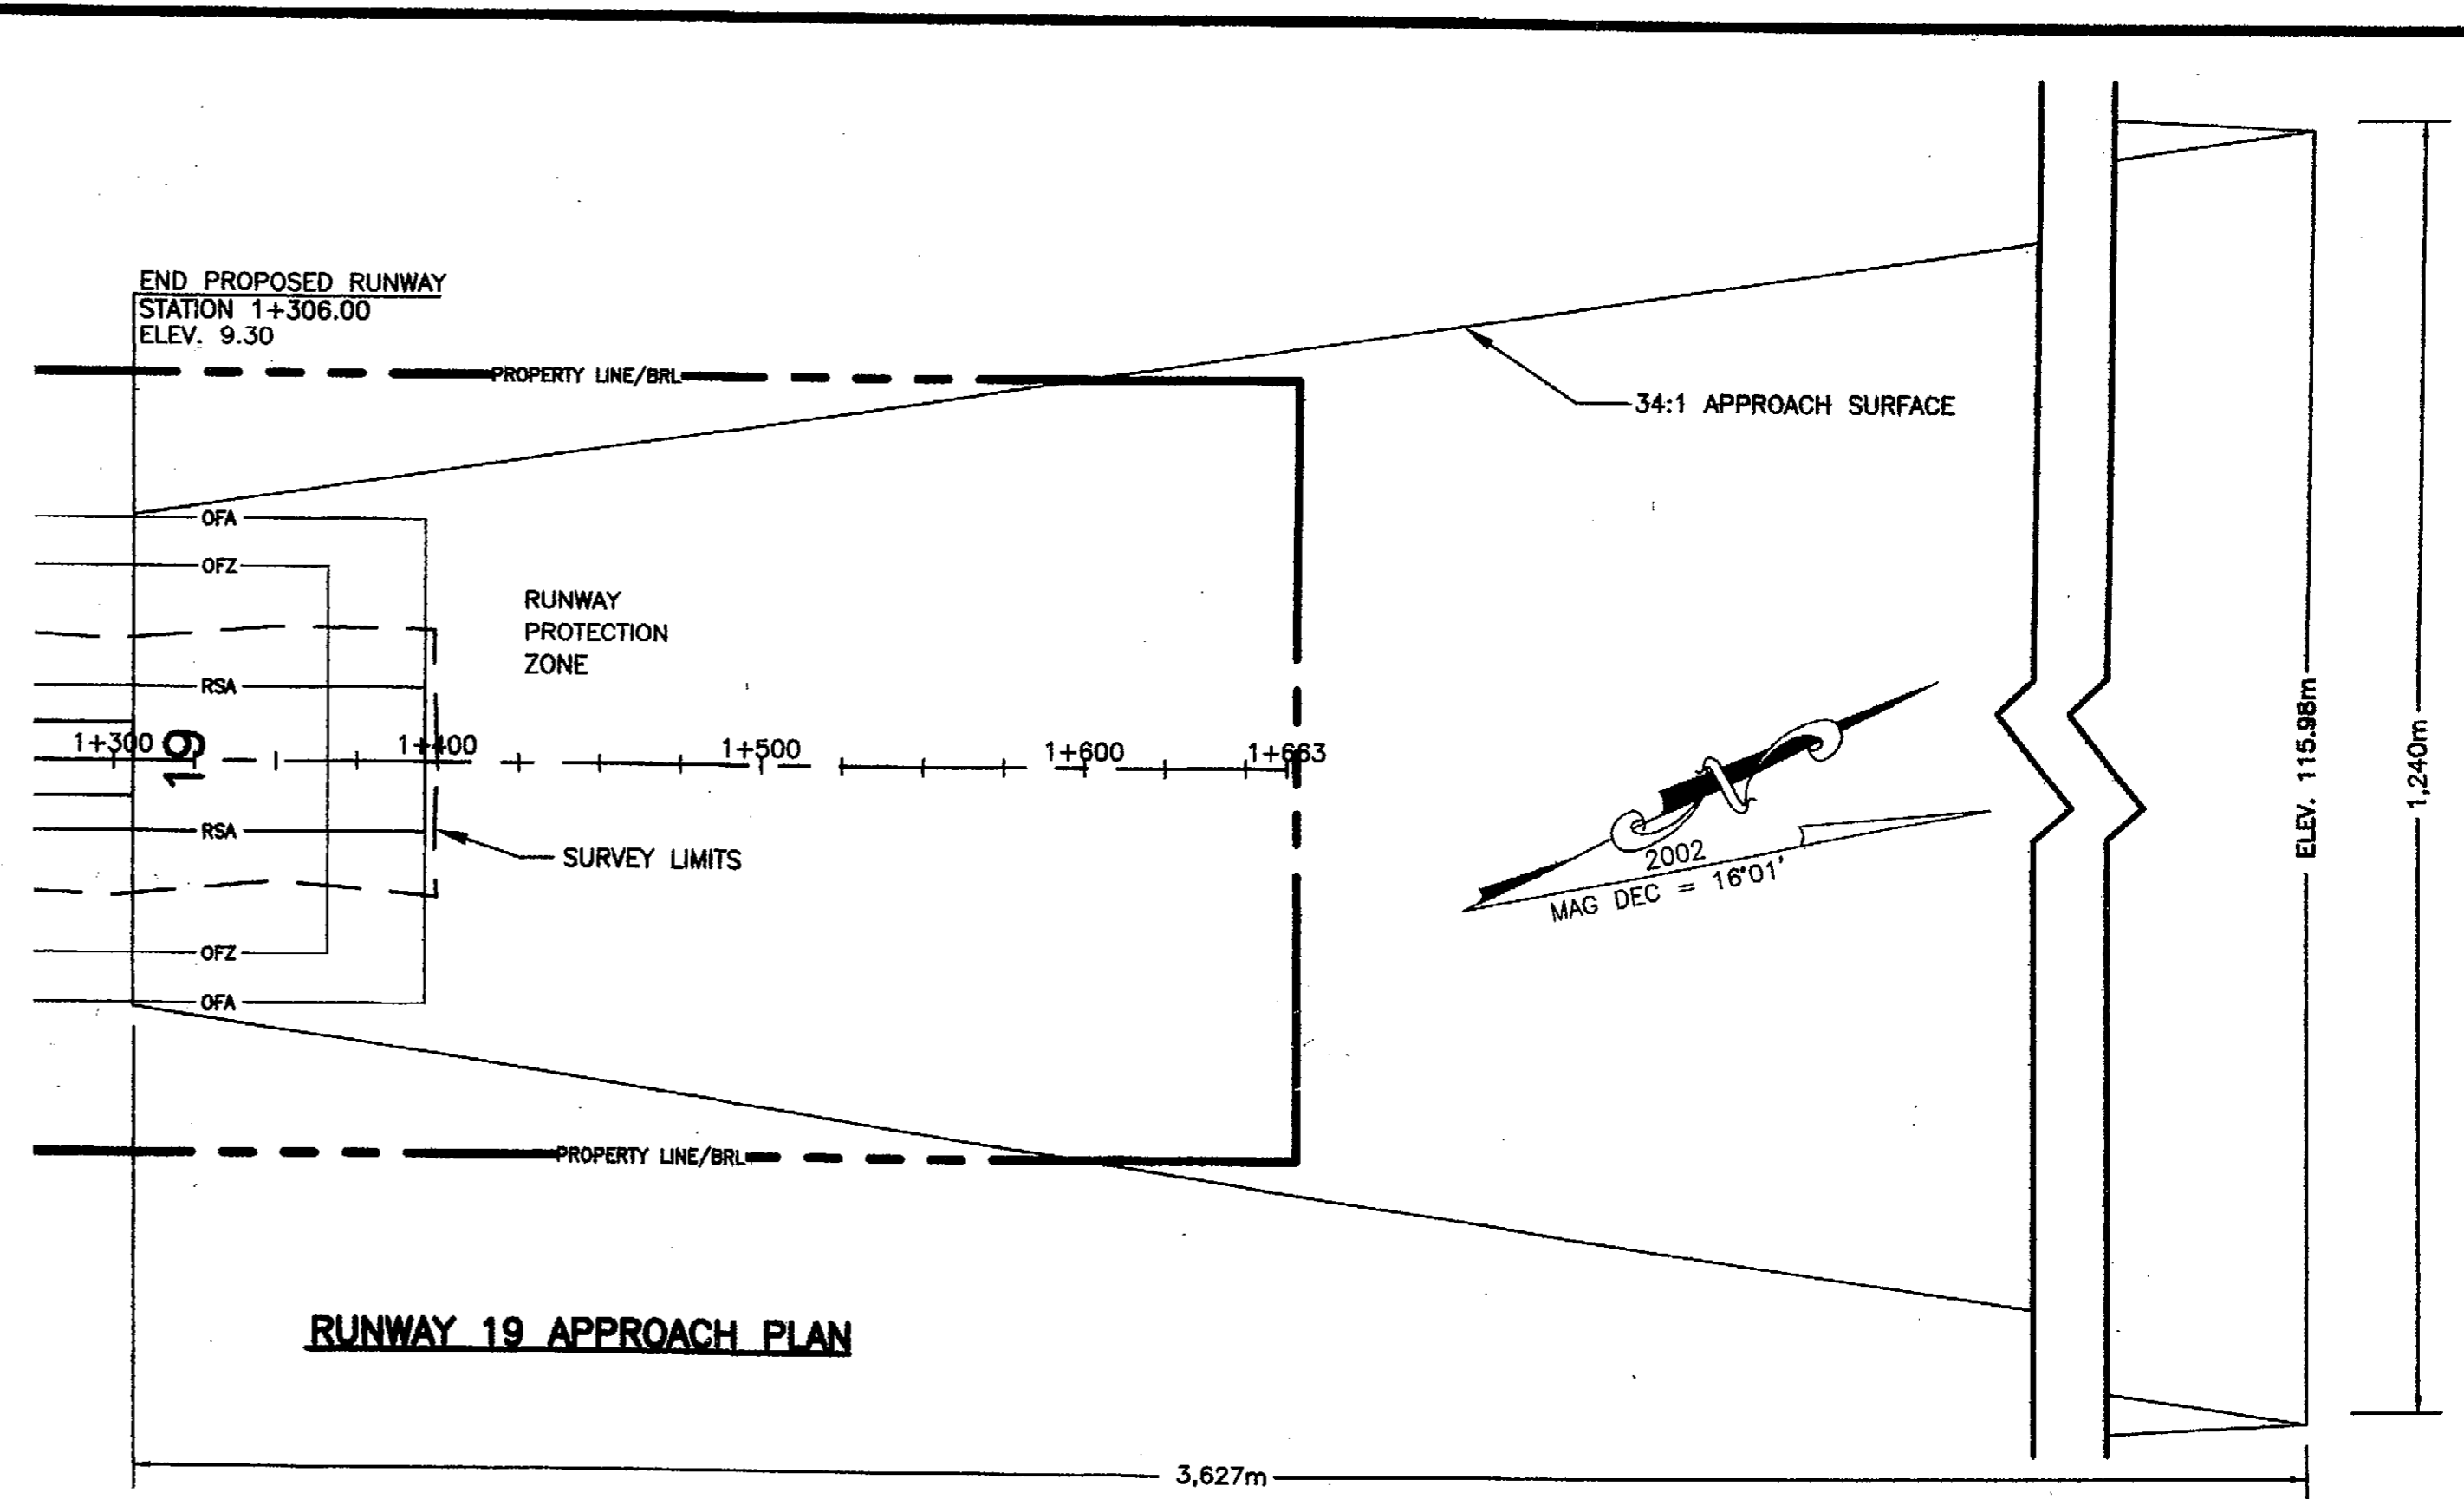 END PROPOSED RUNWAY
STATION 1+306.00
ELEV. 9.30
PROPERTY LINE/BRL
34:1 APPROACH SURFACE
OFA
OFZ
RUNWAY
PROTECTION
ZONE
RSA
1+300
19
1+400
1+500
1+600
1+663
RSA
SURVEY LIMITS
OFZ
OFA
2002
MAG DEC = 16°01'
ELEV. 115.98m
1,240m
PROPERTY LINE/BRL
RUNWAY 19 APPROACH PLAN
3,627m